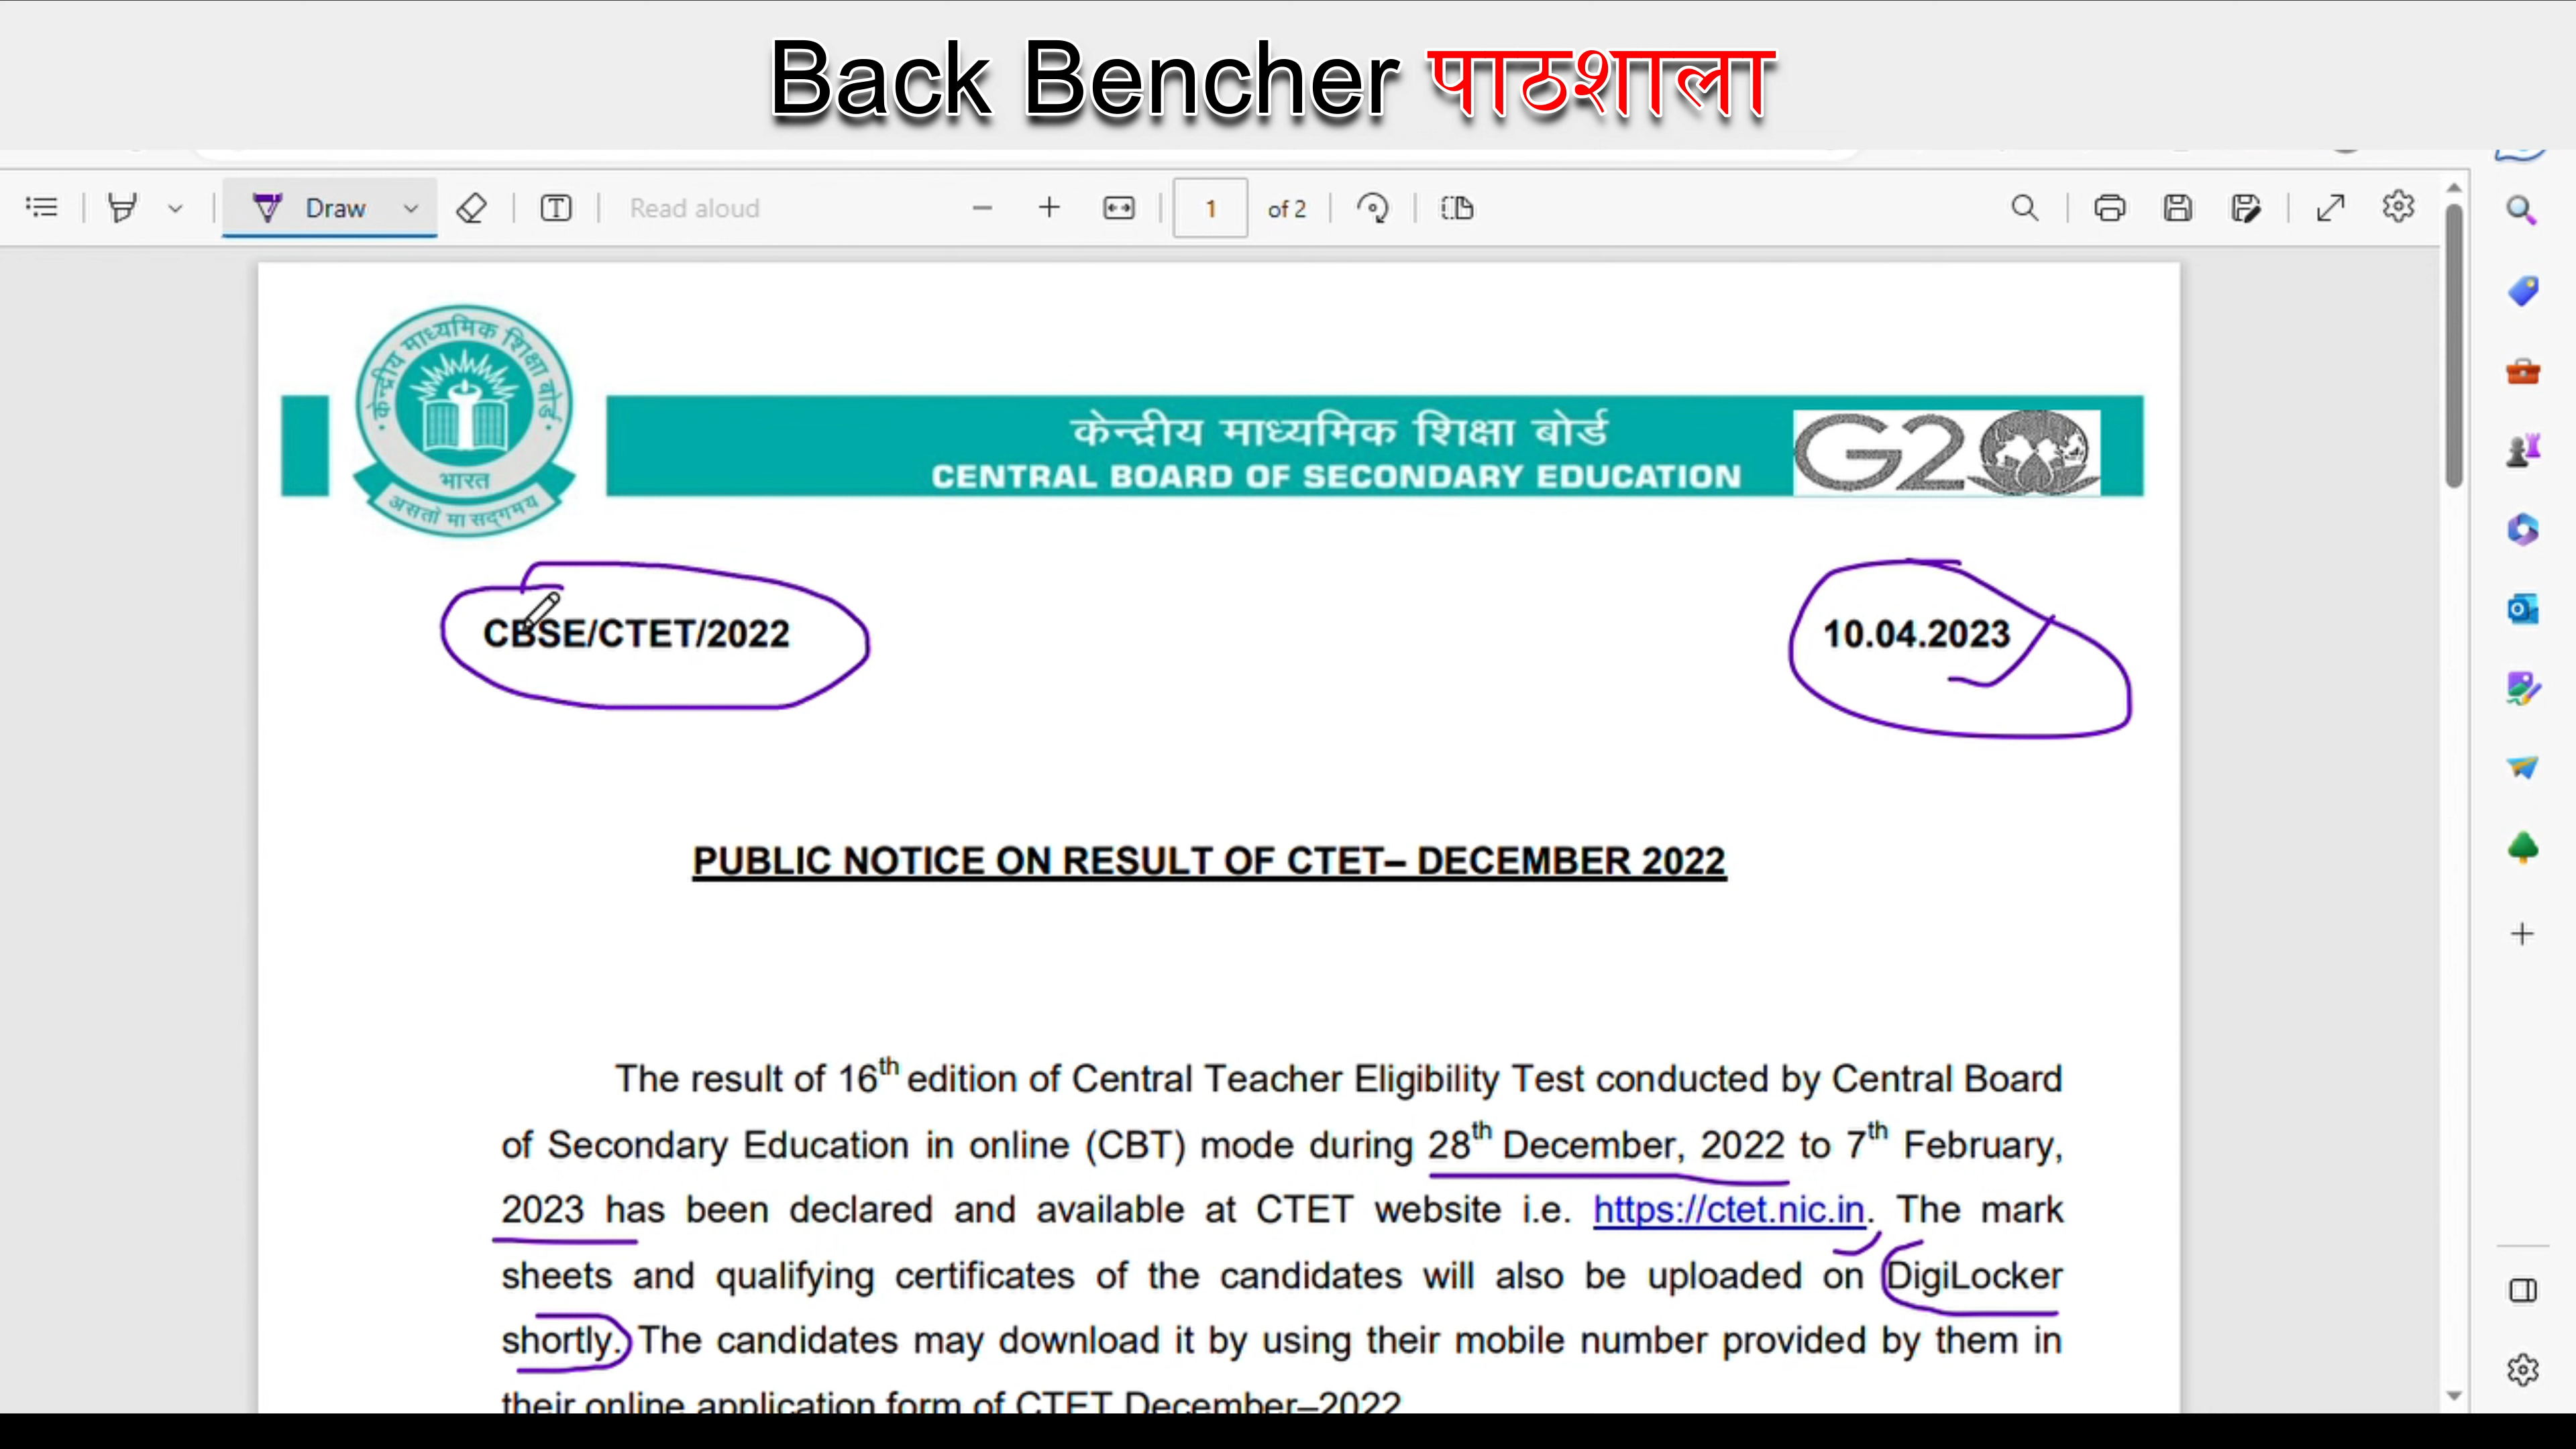 Back Bencher पाठशाला
Draw
Read aloud
1 of 2
केन्द्रीय माध्यमिक शिक्षा बोर्ड
भारत
असतो मा सद्गमय
केन्द्रीय माध्यमिक शिक्षा बोर्ड
CENTRAL BOARD OF SECONDARY EDUCATION
G20
CBSE/CTET/2022
10.04.2023
PUBLIC NOTICE ON RESULT OF CTET– DECEMBER 2022
The result of 16th edition of Central Teacher Eligibility Test conducted by Central Board
of Secondary Education in online (CBT) mode during 28th December, 2022 to 7th February,
2023 has been declared and available at CTET website i.e. https://ctet.nic.in. The mark
sheets and qualifying certificates of the candidates will also be uploaded on DigiLocker
shortly. The candidates may download it by using their mobile number provided by them in
their online application form of CTET December–2022